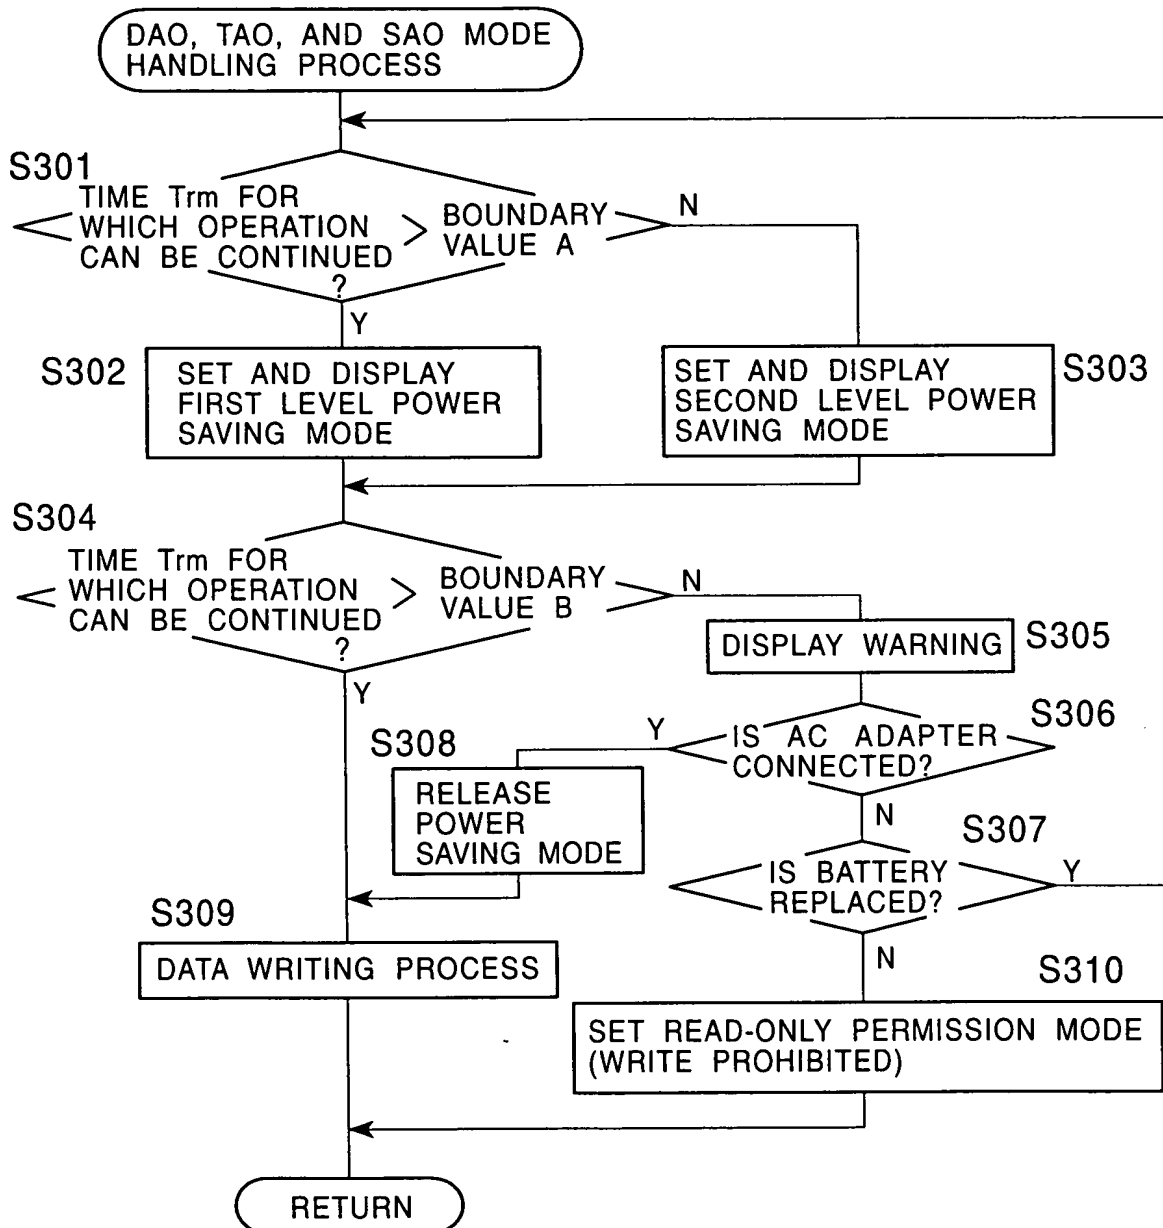 DAO, TAO, AND SAO MODE
HANDLING PROCESS
S301
TIME Trm FOR
WHICH OPERATION
CAN BE CONTINUED
>
BOUNDARY
VALUE A
?
N
Y
S302
SET AND DISPLAY
FIRST LEVEL POWER
SAVING MODE
SET AND DISPLAY
SECOND LEVEL POWER
SAVING MODE
S303
S304
TIME Trm FOR
WHICH OPERATION
CAN BE CONTINUED
>
BOUNDARY
VALUE B
?
N
Y
DISPLAY WARNING
S305
S306
IS AC ADAPTER
CONNECTED?
Y
N
S308
RELEASE
POWER
SAVING MODE
S307
IS BATTERY
REPLACED?
Y
N
S309
DATA WRITING PROCESS
S310
SET READ-ONLY PERMISSION MODE
(WRITE PROHIBITED)
RETURN